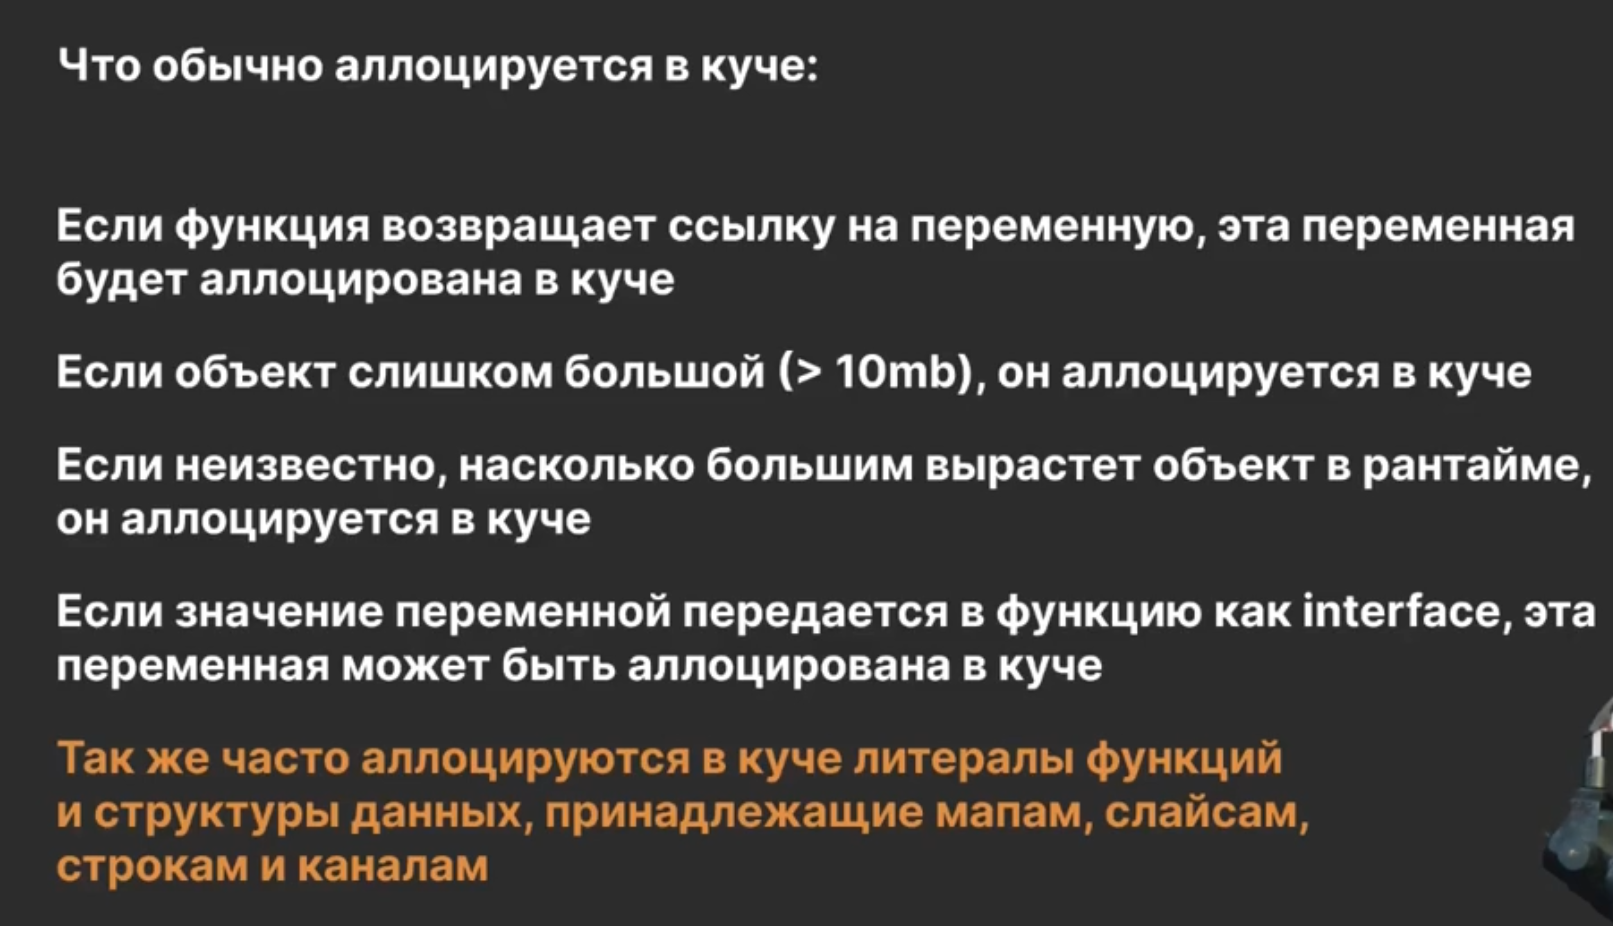 Что обычно аллоцируется в куче:
Если функция возвращает ссылку на переменную, эта переменная
будет аллоцирована в куче
Если объект слишком большой (> 10mb), он аллоцируется в куче
Если неизвестно, насколько большим вырастет объект в рантайме,
он аллоцируется в куче
Если значение переменной передается в функцию как interface, эта
переменная может быть аллоцирована в куче
Так же часто аллоцируются в куче литералы функций
и структуры данных, принадлежащие мапам, слайсам,
строкам и каналам